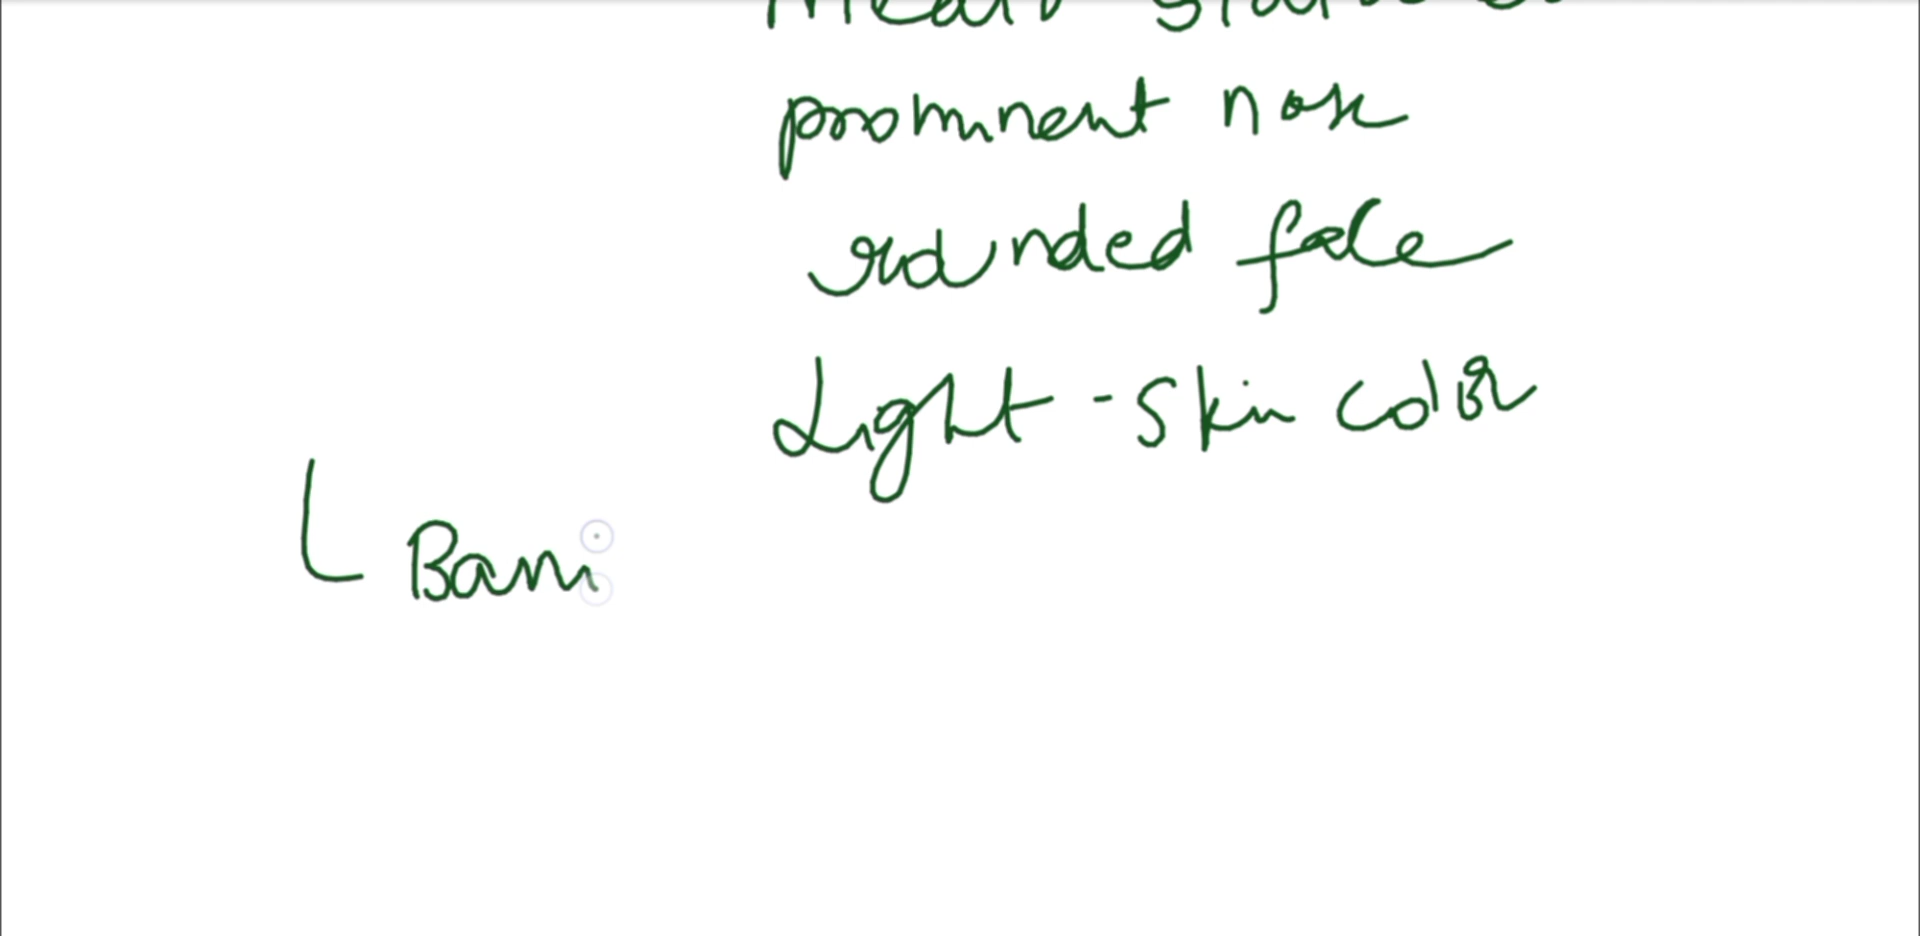 prominent nose
rounded face
Light - Skin color
Bam